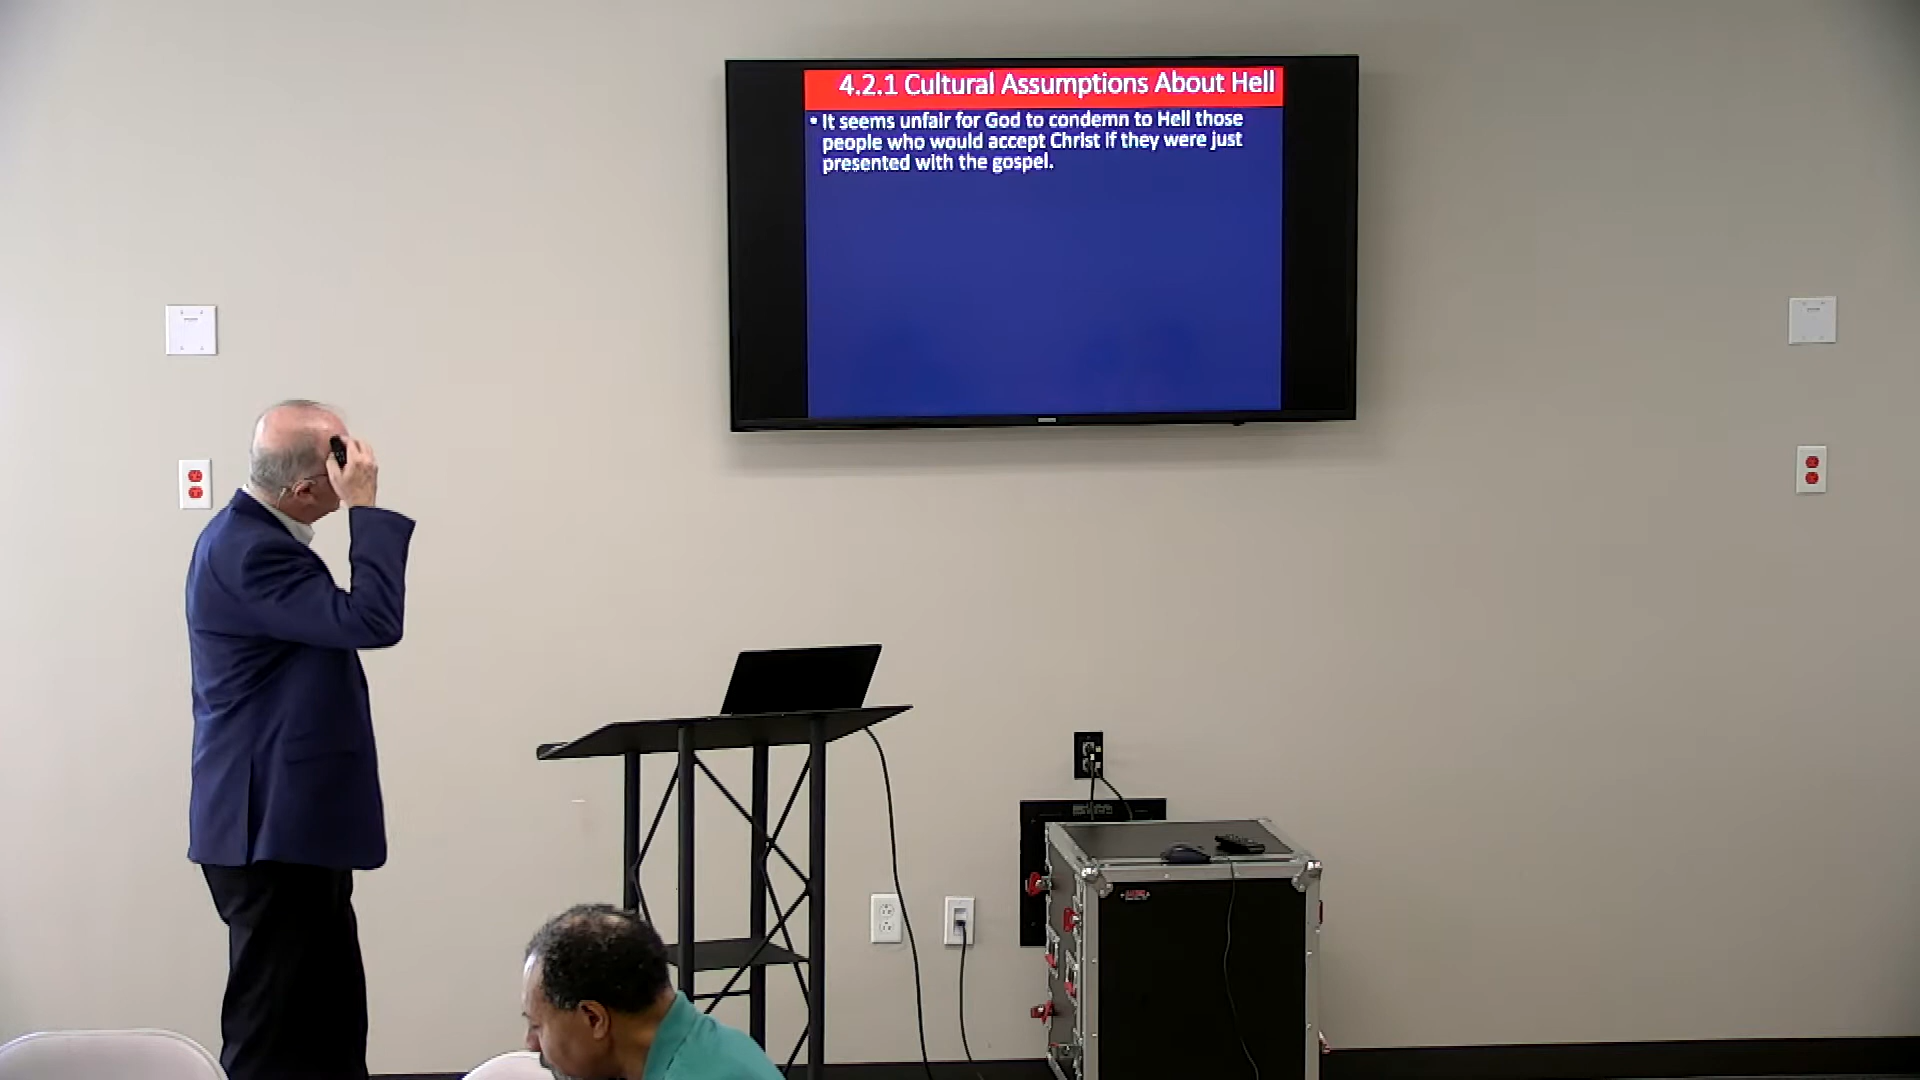 4.2.1 Cultural Assumptions About Hell
• It seems unfair for God to condemn to Hell those
people who would accept Christ if they were just
presented with the gospel.